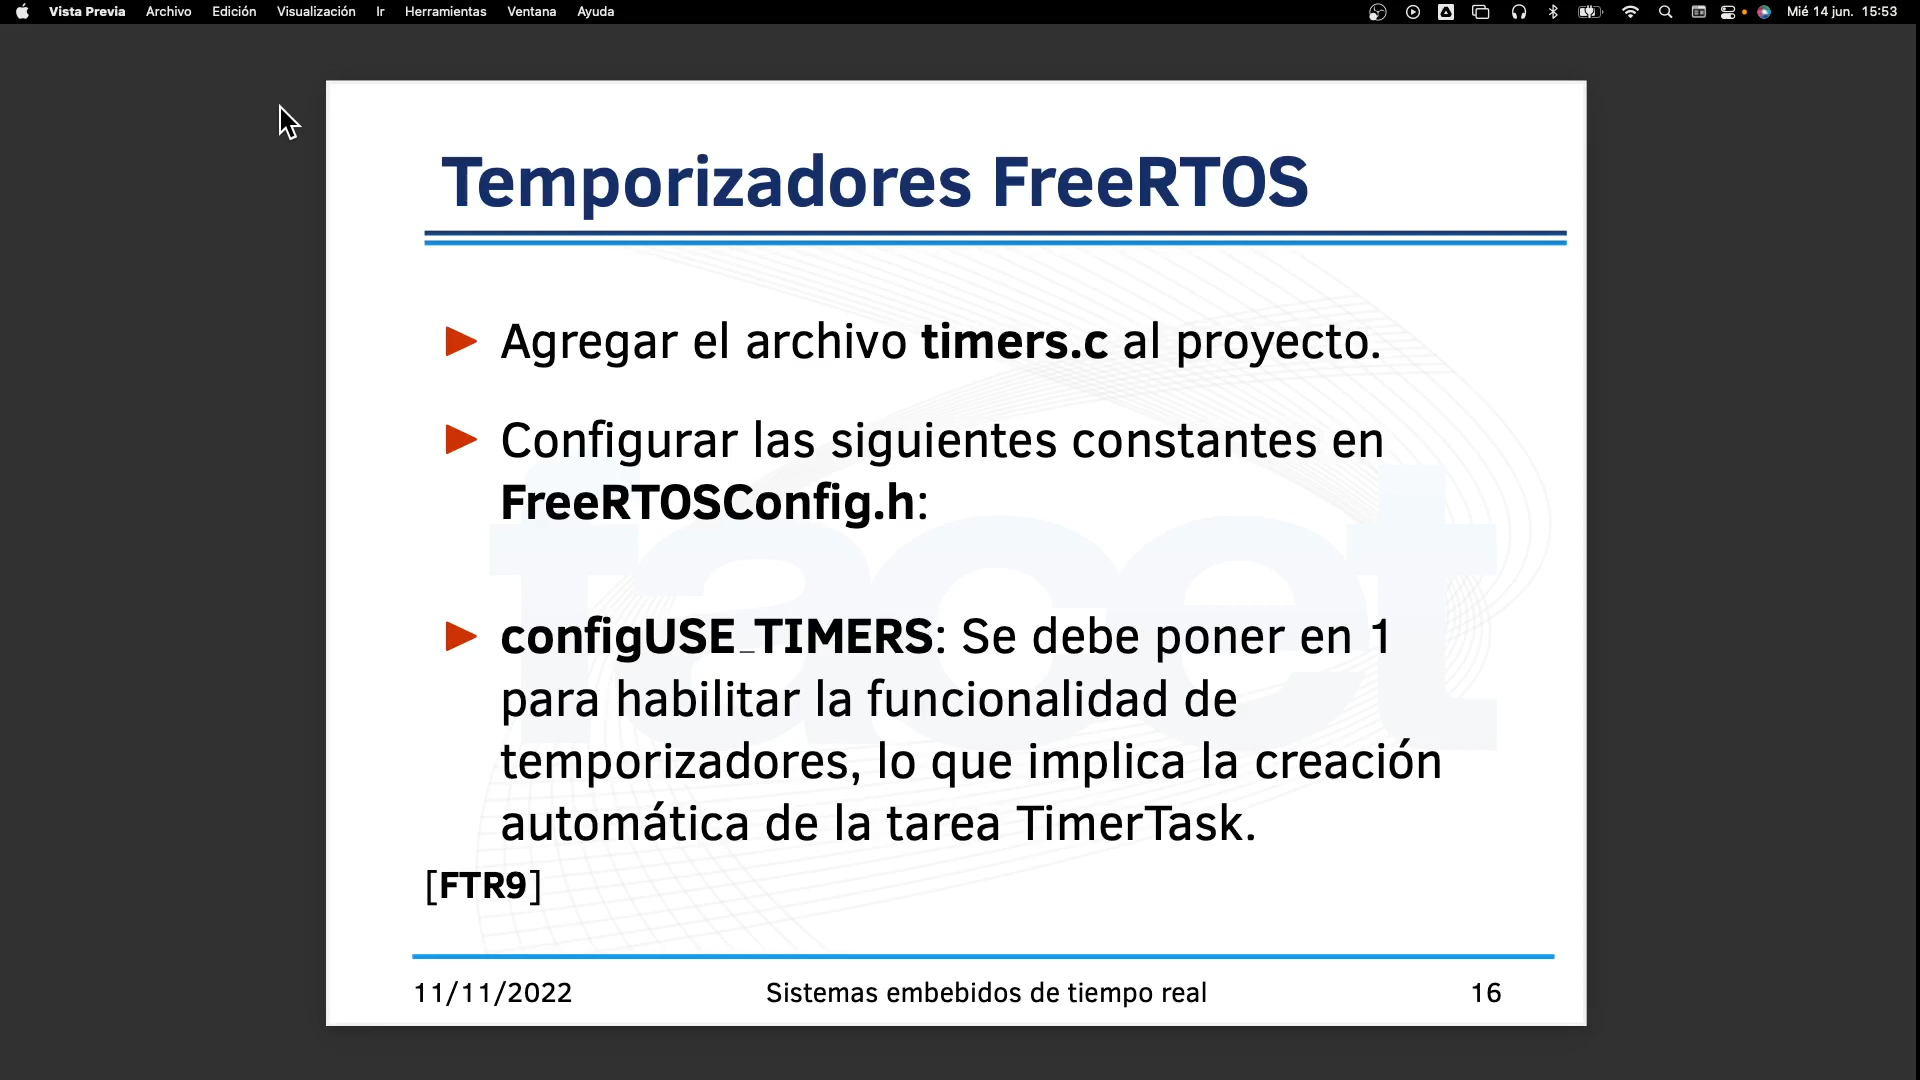 Vista Previa Archivo Edición Visualización Ir Herramientas Ventana Ayuda Mié 14 jun. 15:53
Temporizadores FreeRTOS
Agregar el archivo timers.c al proyecto.
Configurar las siguientes constantes en
FreeRTOSConfig.h:
configUSE_TIMERS: Se debe poner en 1
para habilitar la funcionalidad de
temporizadores, lo que implica la creación
automática de la tarea TimerTask.
[FTR9]
11/11/2022 Sistemas embebidos de tiempo real 16
facet